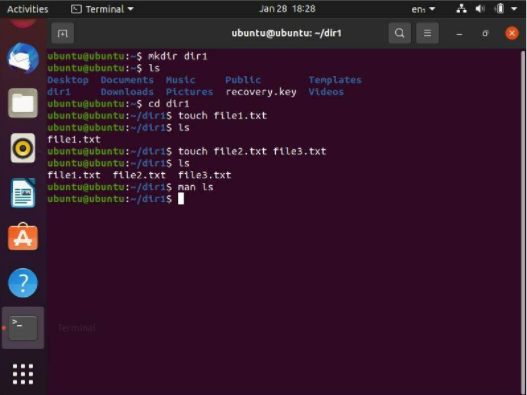 Activities
Terminal
Jan 28 18:28
en₁
ubuntu@ubuntu: ~/dir1
ubuntu@ubuntu:~$ mkdir dir1
ubuntu@ubuntu:~$ ls
Desktop Documents Music Public Templates
dir1 Downloads Pictures recovery.key Videos
ubuntu@ubuntu:~$ cd dir1
ubuntu@ubuntu:~/dir1$ touch file1.txt
ubuntu@ubuntu:~/dir1$ ls
file1.txt
ubuntu@ubuntu:~/dir1$ touch file2.txt file3.txt
ubuntu@ubuntu:~/dir1$ ls
file1.txt file2.txt file3.txt
ubuntu@ubuntu:~/dir1$ man ls
ubuntu@ubuntu:~/dir1$
Terminal